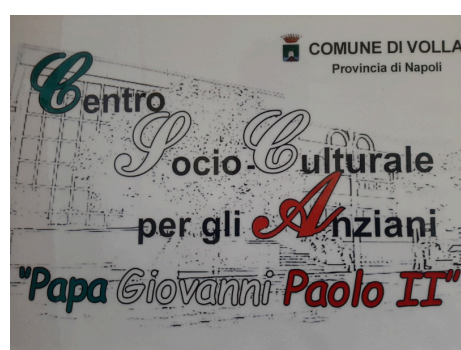 COMUNE DI VOLLA
Provincia di Napoli
Centro
Socio-Culturale
per gli Anziani
"Papa Giovanni Paolo II"